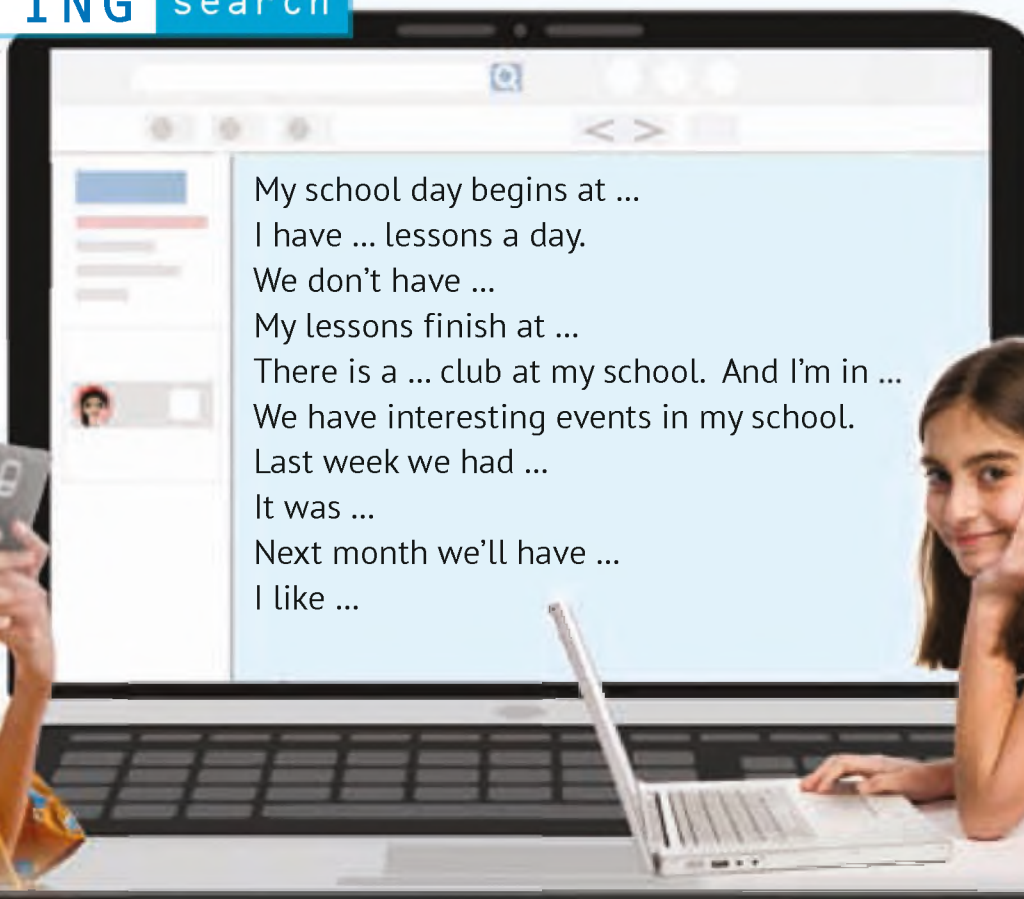 ING search
My school day begins at ...
I have ... lessons a day.
We don't have ...
My lessons finish at ...
There is a ... club at my school. And I'm in ...
We have interesting events in my school.
Last week we had ...
It was ...
Next month we'll have ...
I like ...